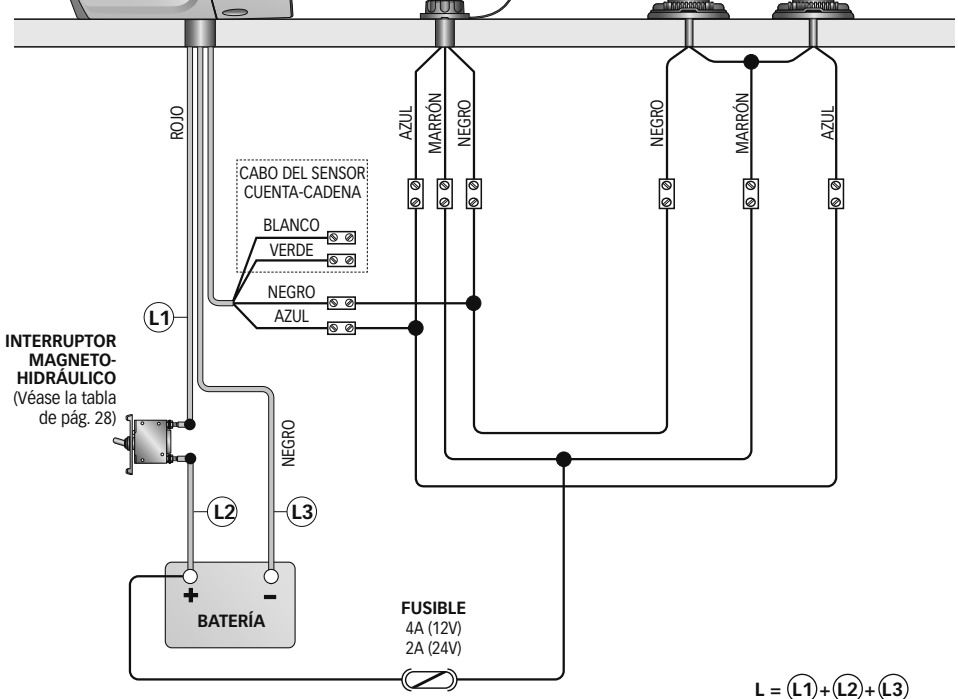 ROJO
AZUL
MARRÓN
NEGRO
NEGRO
MARRÓN
AZUL
CABO DEL SENSOR
CUENTA-CADENA
BLANCO
VERDE
NEGRO
AZUL
L1
INTERRUPTOR
MAGNETO-
HIDRÁULICO
(Véase la tabla
de pág. 28)
NEGRO
L2
L3
+ -
BATERÍA
FUSIBLE
4A (12V)
2A (24V)
L = L1 + L2 + L3